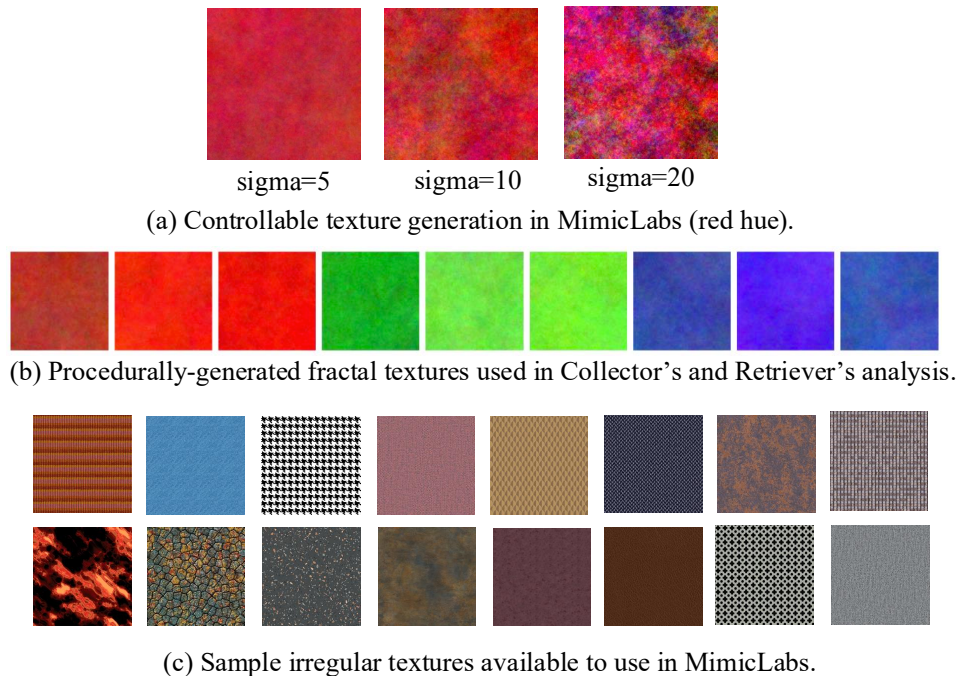 sigma=5
sigma=10
sigma=20
(a) Controllable texture generation in MimicLabs (red hue).
(b) Procedurally-generated fractal textures used in Collector’s and Retriever’s analysis.
(c) Sample irregular textures available to use in MimicLabs.